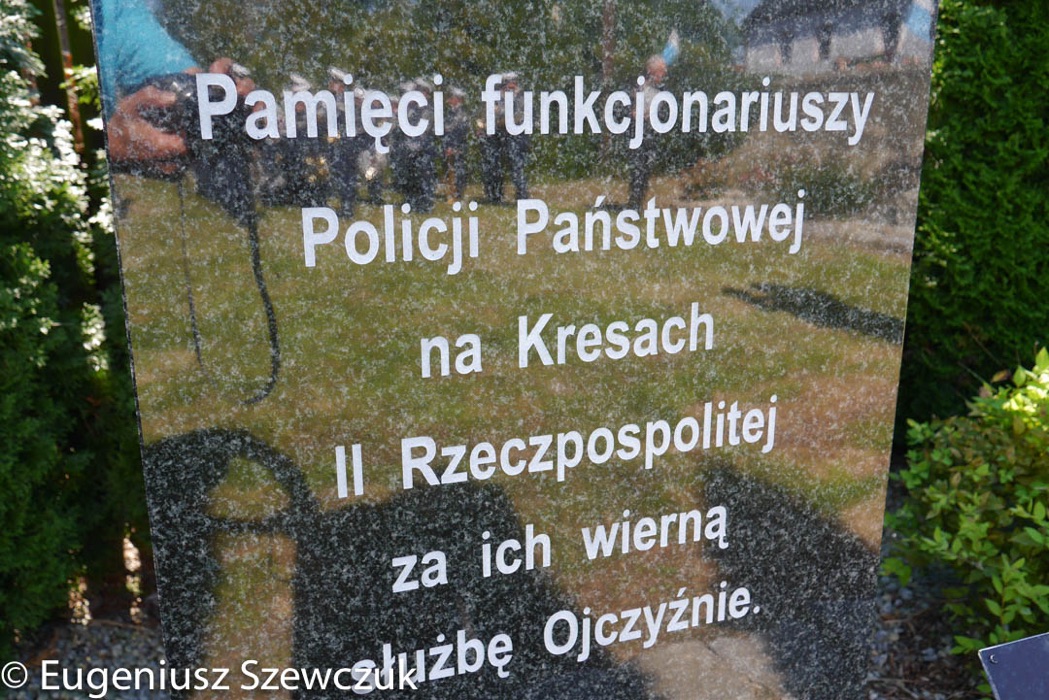 Pamięci funkcjonariuszy
Policji Państwowej
na Kresach
II Rzeczpospolitej
za ich wierną
służbę Ojczyźnie.
© Eugeniusz Szewczuk